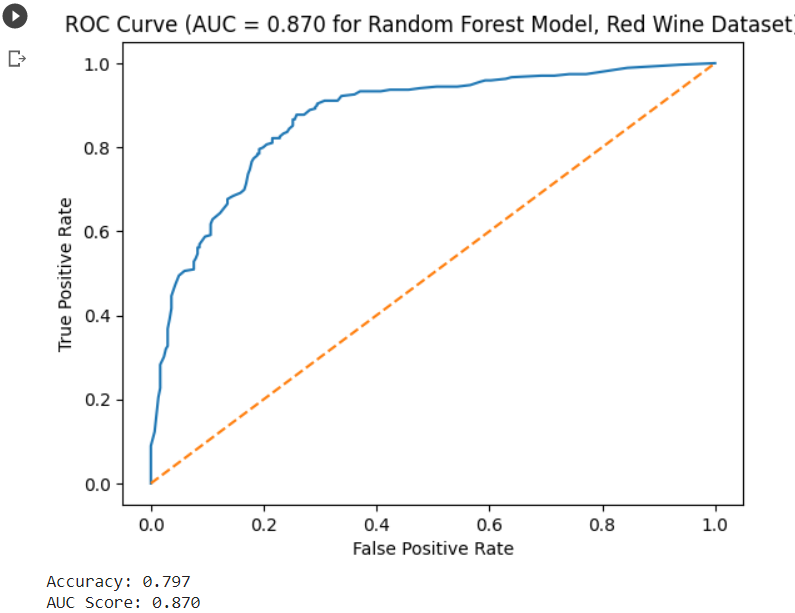 ROC Curve (AUC = 0.870 for Random Forest Model, Red Wine Dataset)
1.0
0.8
0.6
0.4
0.2
0.0
True Positive Rate
0.0 0.2 0.4 0.6 0.8 1.0
False Positive Rate
Accuracy: 0.797
AUC Score: 0.870